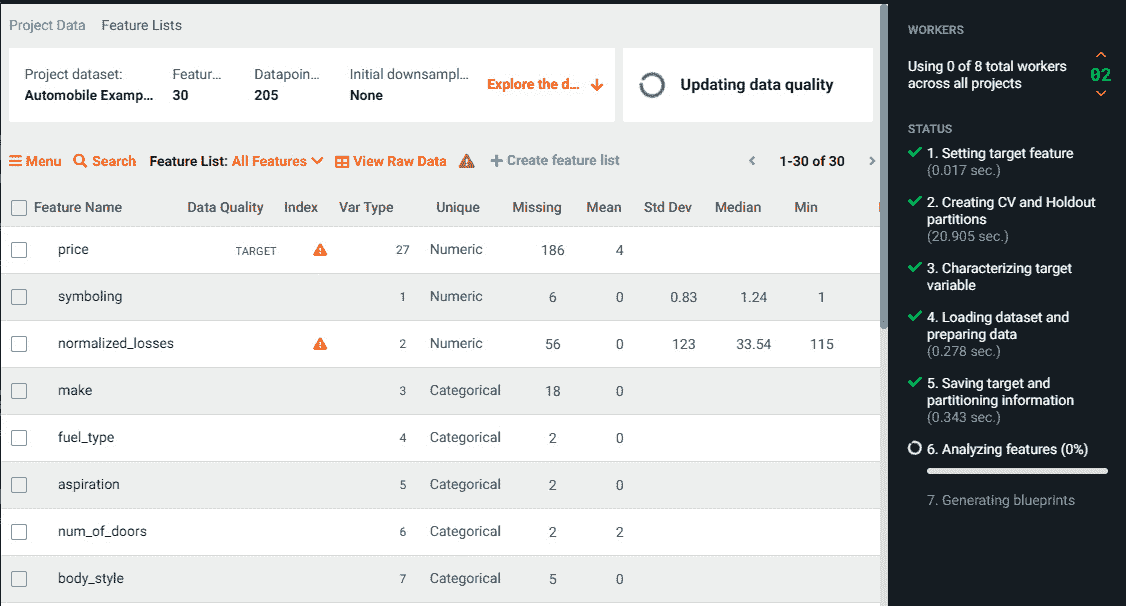 Project Data Feature Lists
Project dataset: Featur... Datapoin... Initial downsampl...
Automobile Examp... 30 205 None
Explore the d...
Updating data quality
Menu Search Feature List: All Features View Raw Data Create feature list 1-30 of 30
Feature Name Data Quality Index Var Type Unique Missing Mean Std Dev Median Min
price TARGET 27 Numeric 186 4
symboling 1 Numeric 6 0 0.83 1.24 1
normalized_losses 2 Numeric 56 0 123 33.54 115
make 3 Categorical 18 0
fuel_type 4 Categorical 2 0
aspiration 5 Categorical 2 0
num_of_doors 6 Categorical 2 2
body_style 7 Categorical 5 0
WORKERS
Using 0 of 8 total workers
across all projects
02
STATUS
1. Setting target feature
(0.017 sec.)
2. Creating CV and Holdout
partitions
(20.905 sec.)
3. Characterizing target
variable
4. Loading dataset and
preparing data
(0.278 sec.)
5. Saving target and
partitioning information
(0.343 sec.)
6. Analyzing features (0%)
7. Generating blueprints